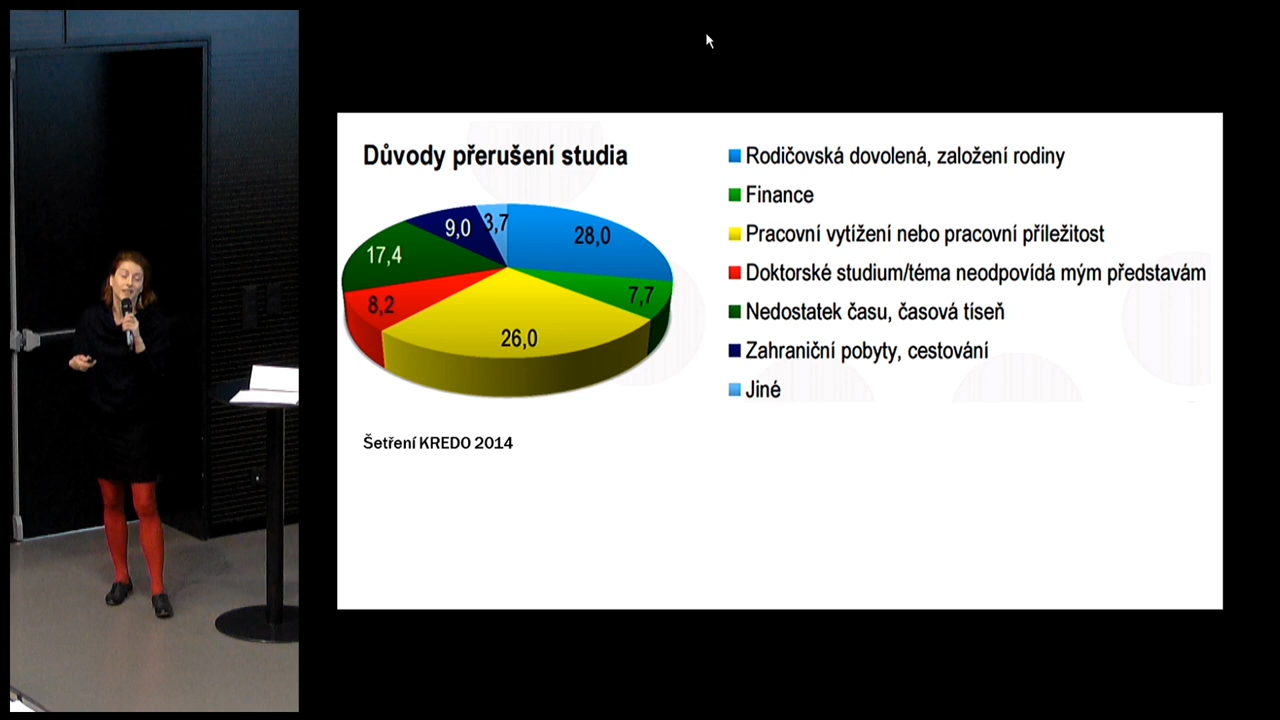 Důvody přerušení studia
3,7
9,0
28,0
17,4
7,7
8,2
26,0
Rodičovská dovolená, založení rodiny
Finance
Pracovní vytížení nebo pracovní příležitost
Doktorské studium/téma neodpovídá mým představám
Nedostatek času, časová tíseň
Zahraniční pobyty, cestování
Jiné
Šetření KREDO 2014